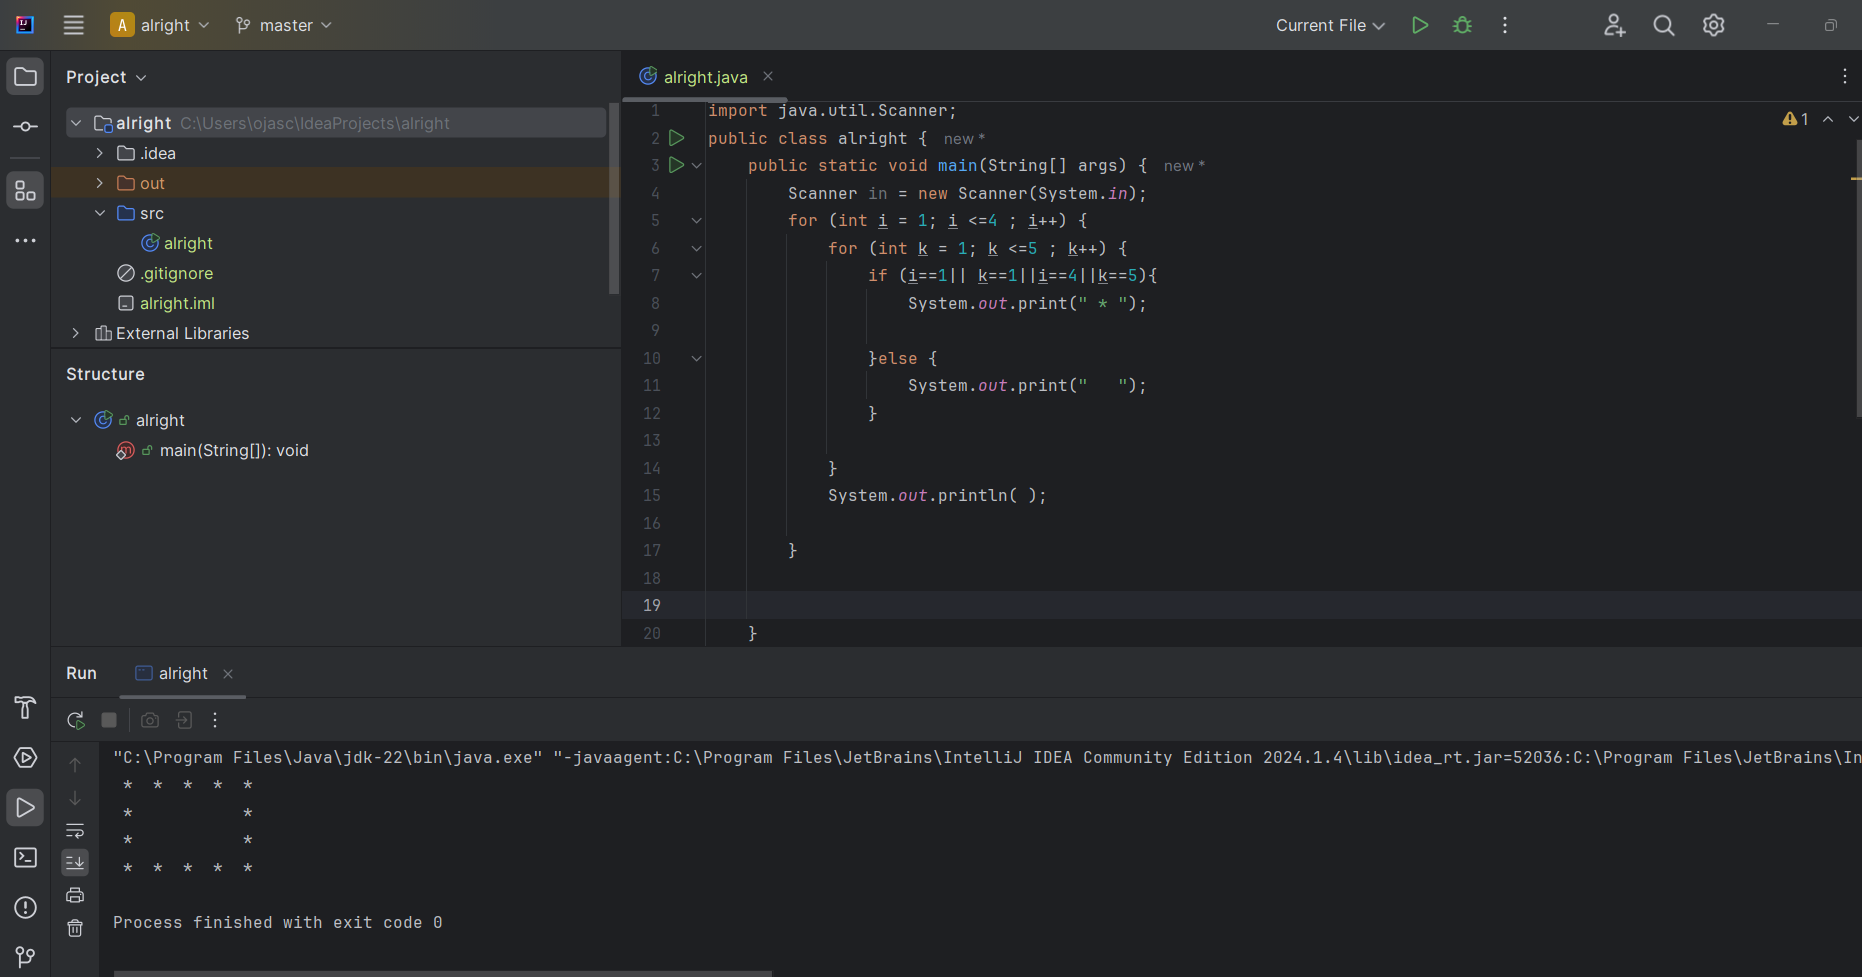 A alright master Current File
Project
alright C:\Users\ojasc\IdeaProjects\alright
.idea
out
src
alright
.gitignore
alright.iml
External Libraries
Structure
alright
main(String[]): void
alright.java
1
1 import java.util.Scanner;
2 public class alright { new *
3 public static void main(String[] args) { new *
4 Scanner in = new Scanner(System.in);
5 for (int i = 1; i <=4 ; i++) {
6 for (int k = 1; k <=5 ; k++) {
7 if (i==1|| k==1||i==4||k==5){
8 System.out.print(" * ");
9
10 }else {
11 System.out.print("   ");
12 }
13
14 }
15 System.out.println( );
16
17 }
18
19
20 }
Run alright
"C:\Program Files\Java\jdk-22\bin\java.exe" "-javaagent:C:\Program Files\JetBrains\IntelliJ IDEA Community Edition 2024.1.4\lib\idea_rt.jar=52036:C:\Program Files\JetBrains\In
 *  *  *  *  *
 *           *
 *           *
 *  *  *  *  *
Process finished with exit code 0